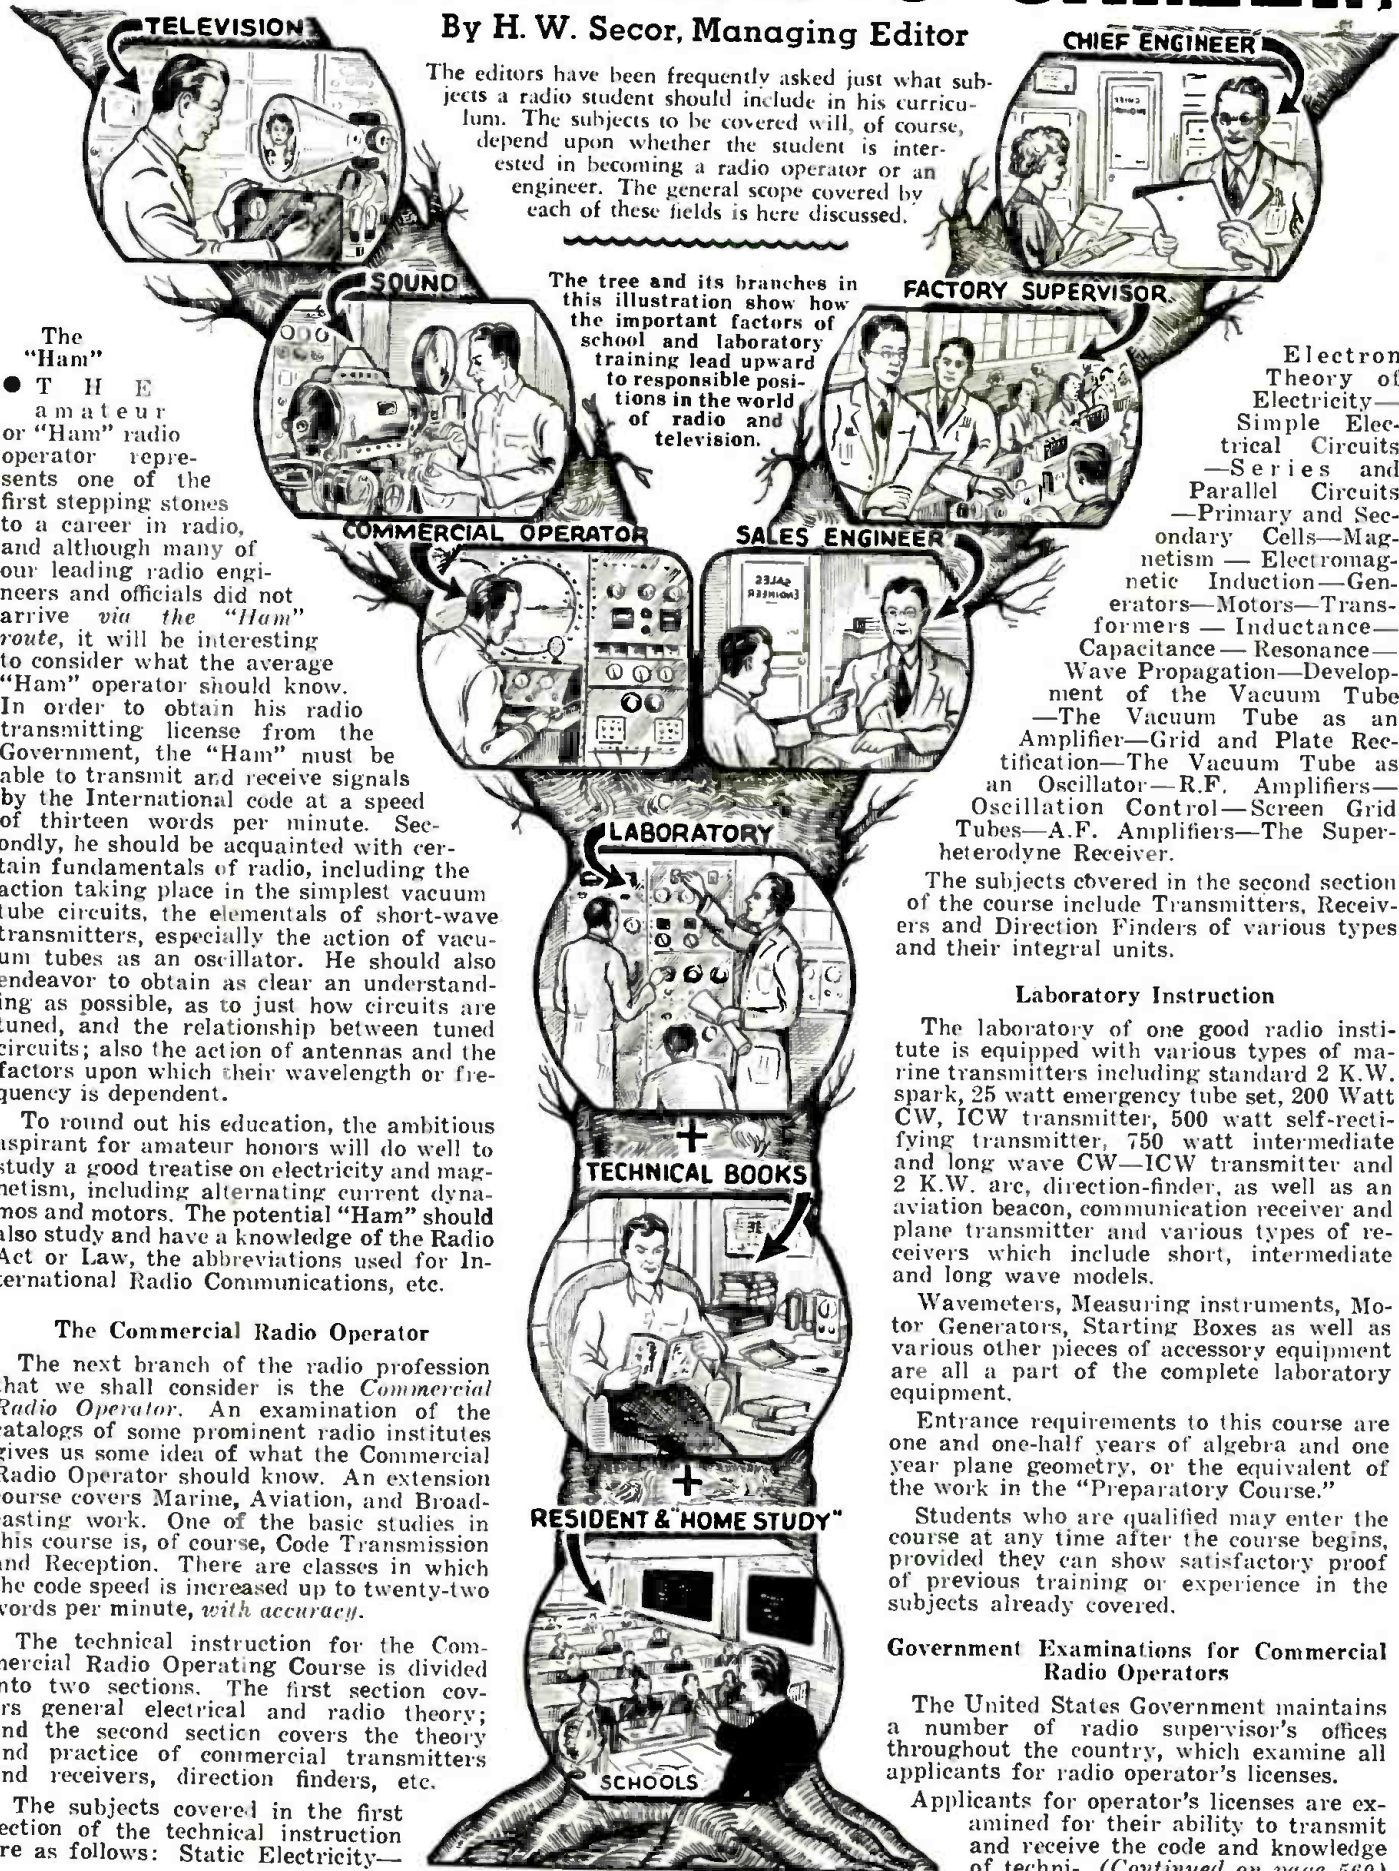 By H. W. Secor, Managing Editor
The editors have been frequently asked just what sub-
jects a radio student should include in his curricu-
lum. The subjects to be covered will, of course,
depend upon whether the student is inter-
ested in becoming a radio operator or an
engineer. The general scope covered by
each of these fields is here discussed.
The tree and its branches in
this illustration show how
the important factors of
school and laboratory
training lead upward
to responsible posi-
tions in the world
of radio and
television.
TELEVISION
CHIEF ENGINEER
SOUND
FACTORY SUPERVISOR
COMMERCIAL OPERATOR
SALES ENGINEER
SALES
ENGINEER
LABORATORY
+
TECHNICAL BOOKS
+
RESIDENT & "HOME STUDY"
SCHOOLS
The
"Ham"
● THE
amateur
or "Ham" radio
operator repre-
sents one of the
first stepping stones
to a career in radio,
and although many of
our leading radio engi-
neers and officials did not
arrive via the "Ham"
route, it will be interesting
to consider what the average
"Ham" operator should know.
In order to obtain his radio
transmitting license from the
Government, the "Ham" must be
able to transmit and receive signals
by the International code at a speed
of thirteen words per minute. Sec-
ondly, he should be acquainted with cer-
tain fundamentals of radio, including the
action taking place in the simplest vacuum
tube circuits, the elementals of short-wave
transmitters, especially the action of vacu-
um tubes as an oscillator. He should also
endeavor to obtain as clear an understand-
ing as possible, as to just how circuits are
tuned, and the relationship between tuned
circuits; also the action of antennas and the
factors upon which their wavelength or fre-
quency is dependent.
To round out his education, the ambitious
aspirant for amateur honors will do well to
study a good treatise on electricity and mag-
netism, including alternating current dyna-
mos and motors. The potential "Ham" should
also study and have a knowledge of the Radio
Act or Law, the abbreviations used for In-
ternational Radio Communications, etc.
The Commercial Radio Operator
The next branch of the radio profession
that we shall consider is the Commercial
Radio Operator. An examination of the
catalogs of some prominent radio institutes
gives us some idea of what the Commercial
Radio Operator should know. An extension
course covers Marine, Aviation, and Broad-
casting work. One of the basic studies in
this course is, of course, Code Transmission
and Reception. There are classes in which
the code speed is increased up to twenty-two
words per minute, with accuracy.
The technical instruction for the Com-
mercial Radio Operating Course is divided
into two sections. The first section cov-
ers general electrical and radio theory;
and the second section covers the theory
and practice of commercial transmitters
and receivers, direction finders, etc.
The subjects covered in the first
section of the technical instruction
are as follows: Static Electricity—
Electron
Theory of
Electricity—
Simple Elec-
trical Circuits
—Series and
Parallel Circuits
—Primary and Sec-
ondary Cells—Mag-
netism — Electromag-
netic Induction—Gen-
erators—Motors—Trans-
formers — Inductance—
Capacitance — Resonance—
Wave Propagation—Develop-
ment of the Vacuum Tube
—The Vacuum Tube as an
Amplifier—Grid and Plate Rec-
tification—The Vacuum Tube as
an Oscillator—R.F. Amplifiers—
Oscillation Control—Screen Grid
Tubes—A.F. Amplifiers—The Super-
heterodyne Receiver.
The subjects covered in the second section
of the course include Transmitters, Receiv-
ers and Direction Finders of various types
and their integral units.
Laboratory Instruction
The laboratory of one good radio insti-
tute is equipped with various types of ma-
rine transmitters including standard 2 K.W.
spark, 25 watt emergency tube set, 200 Watt
CW, ICW transmitter, 500 watt self-recti-
fying transmitter, 750 watt intermediate
and long wave CW—ICW transmitter and
2 K.W. arc, direction-finder, as well as an
aviation beacon, communication receiver and
plane transmitter and various types of re-
ceivers which include short, intermediate
and long wave models.
Wavemeters, Measuring instruments, Mo-
tor Generators, Starting Boxes as well as
various other pieces of accessory equipment
are all a part of the complete laboratory
equipment.
Entrance requirements to this course are
one and one-half years of algebra and one
year plane geometry, or the equivalent of
the work in the "Preparatory Course."
Students who are qualified may enter the
course at any time after the course begins,
provided they can show satisfactory proof
of previous training or experience in the
subjects already covered.
Government Examinations for Commercial
Radio Operators
The United States Government maintains
a number of radio supervisor's offices
throughout the country, which examine all
applicants for radio operator's licenses.
Applicants for operator's licenses are ex-
amined for their ability to transmit
and receive the code and knowledge
of techni- (Continued on page